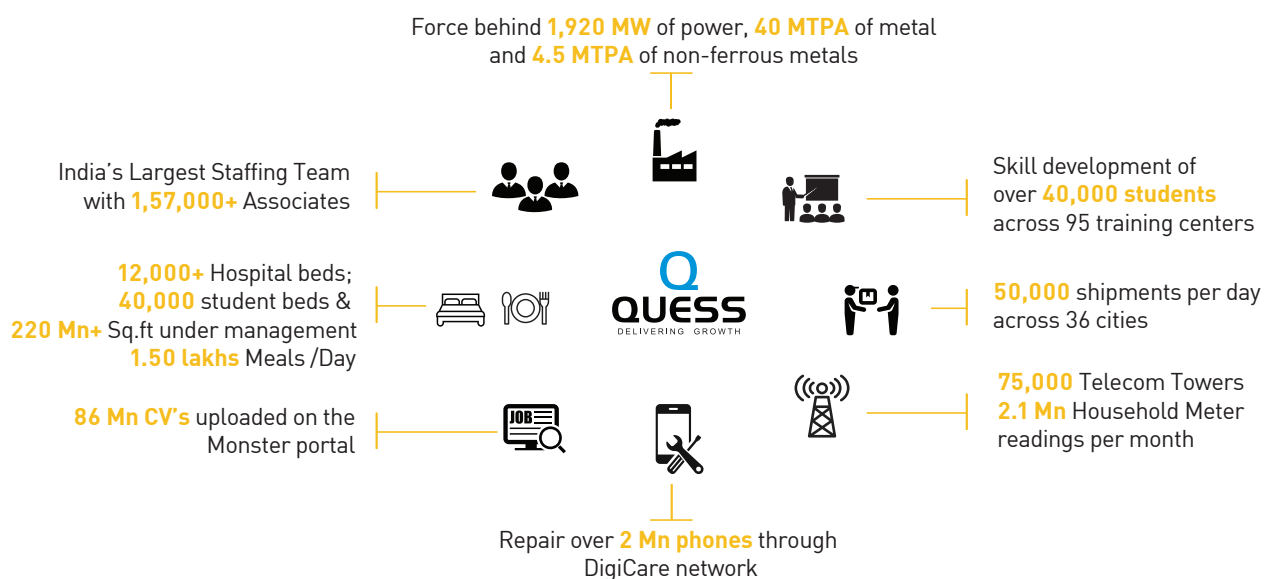 Force behind 1,920 MW of power, 40 MTPA of metal
and 4.5 MTPA of non-ferrous metals
India's Largest Staffing Team
with 1,57,000+ Associates
Skill development of
over 40,000 students
across 95 training centers
12,000+ Hospital beds;
40,000 student beds &
220 Mn+ Sq.ft under management
1.50 lakhs Meals /Day
Q
QUESS
DELIVERING GROWTH
50,000 shipments per day
across 36 cities
86 Mn CV's uploaded on the
Monster portal
JOB
75,000 Telecom Towers
2.1 Mn Household Meter
readings per month
Repair over 2 Mn phones through
DigiCare network